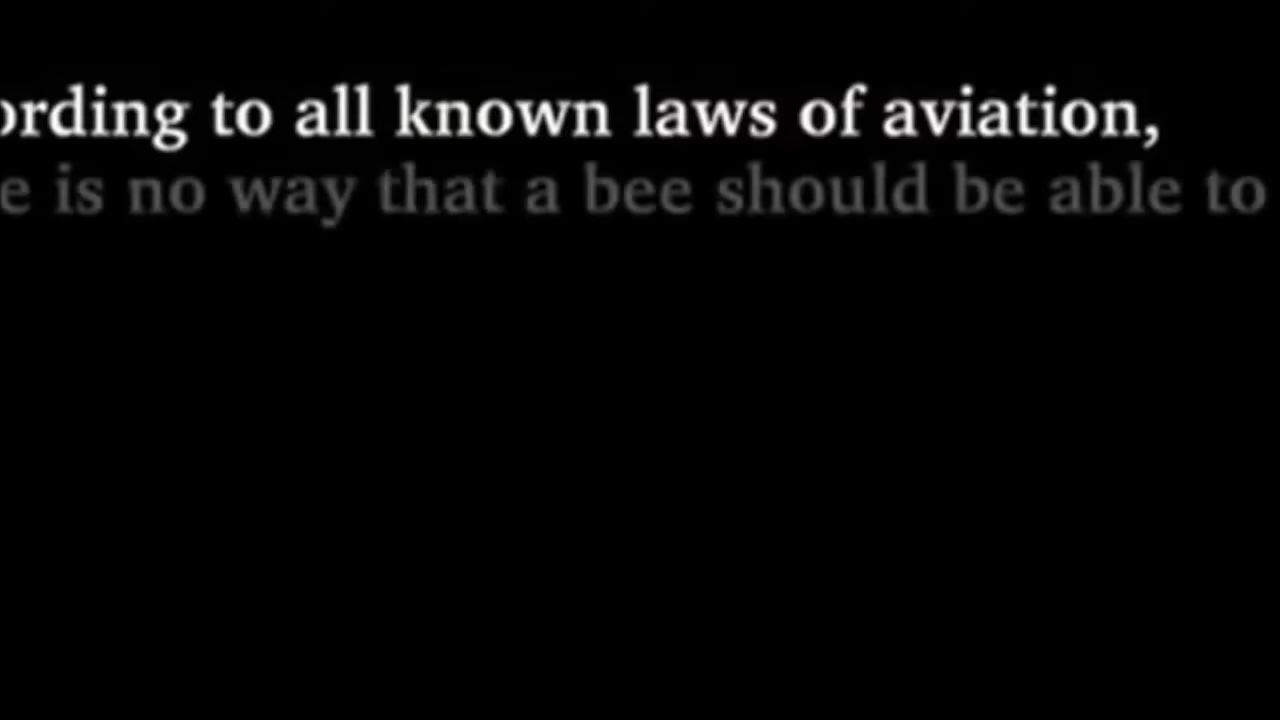 ording to all known laws of aviation,
e is no way that a bee should be able to